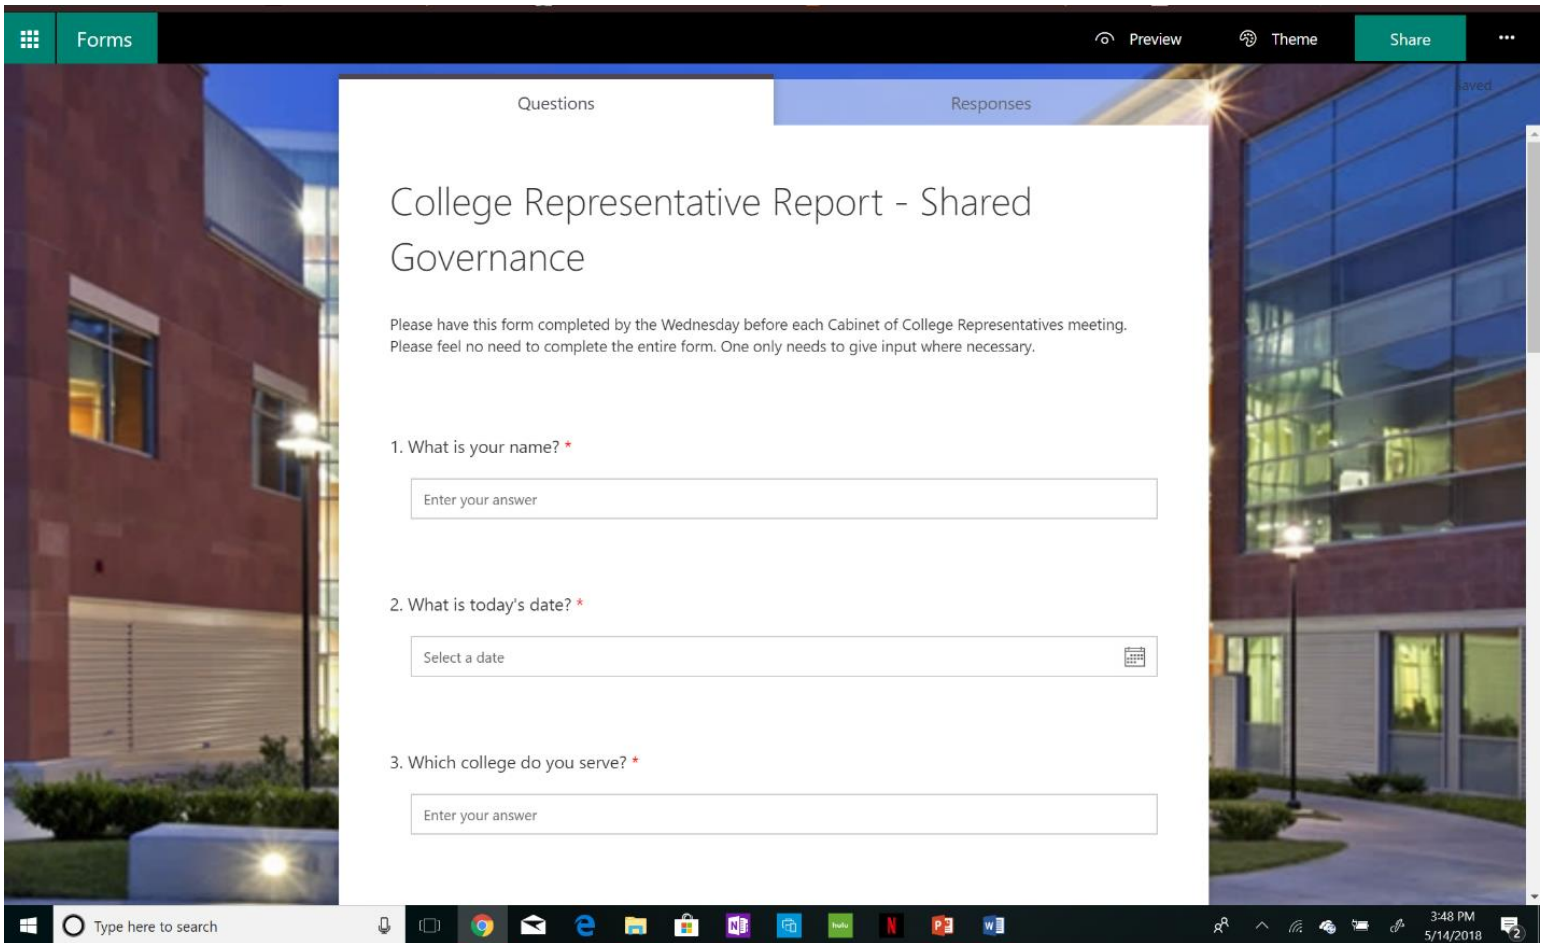 Forms
Preview
Theme
Share
Saved
Questions
Responses
College Representative Report - Shared
Governance
Please have this form completed by the Wednesday before each Cabinet of College Representatives meeting.
Please feel no need to complete the entire form. One only needs to give input where necessary.
1. What is your name? *
Enter your answer
2. What is today's date? *
Select a date
3. Which college do you serve? *
Enter your answer
Type here to search
hulu
3:48 PM
5/14/2018
2